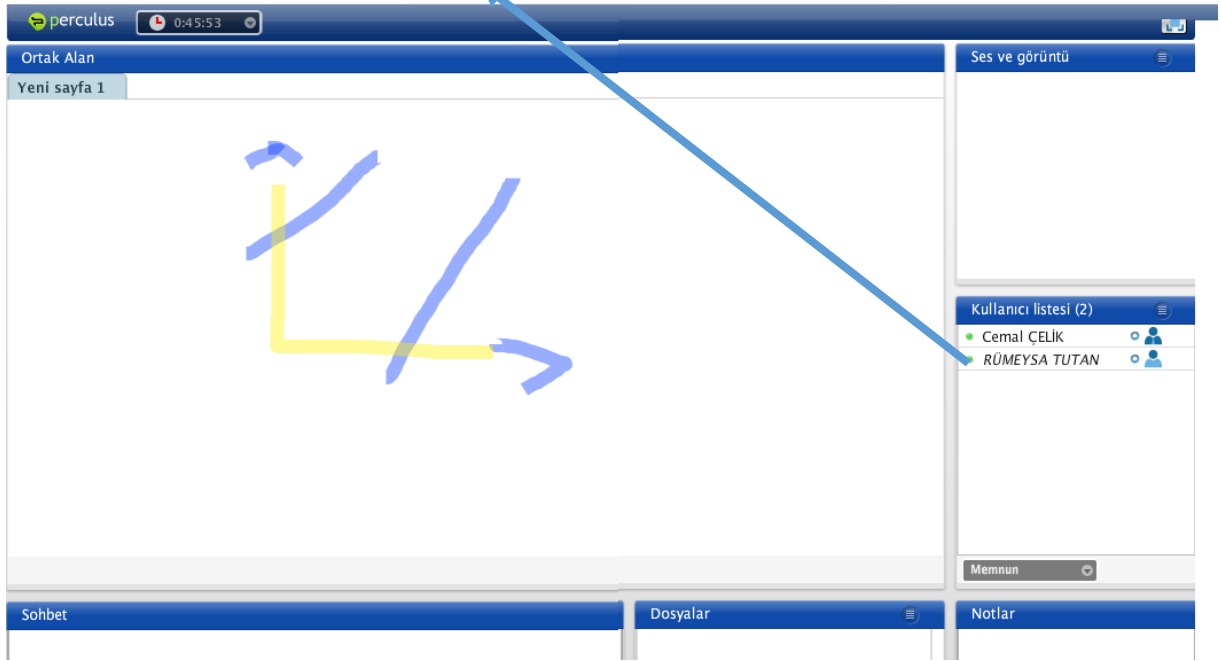 perculus 0:45:53
Ortak Alan
Yeni sayfa 1
Ses ve görüntü
Kullanıcı listesi (2)
Cemal ÇELİK
RÜMEYSA TUTAN
Memnun
Sohbet
Dosyalar
Notlar